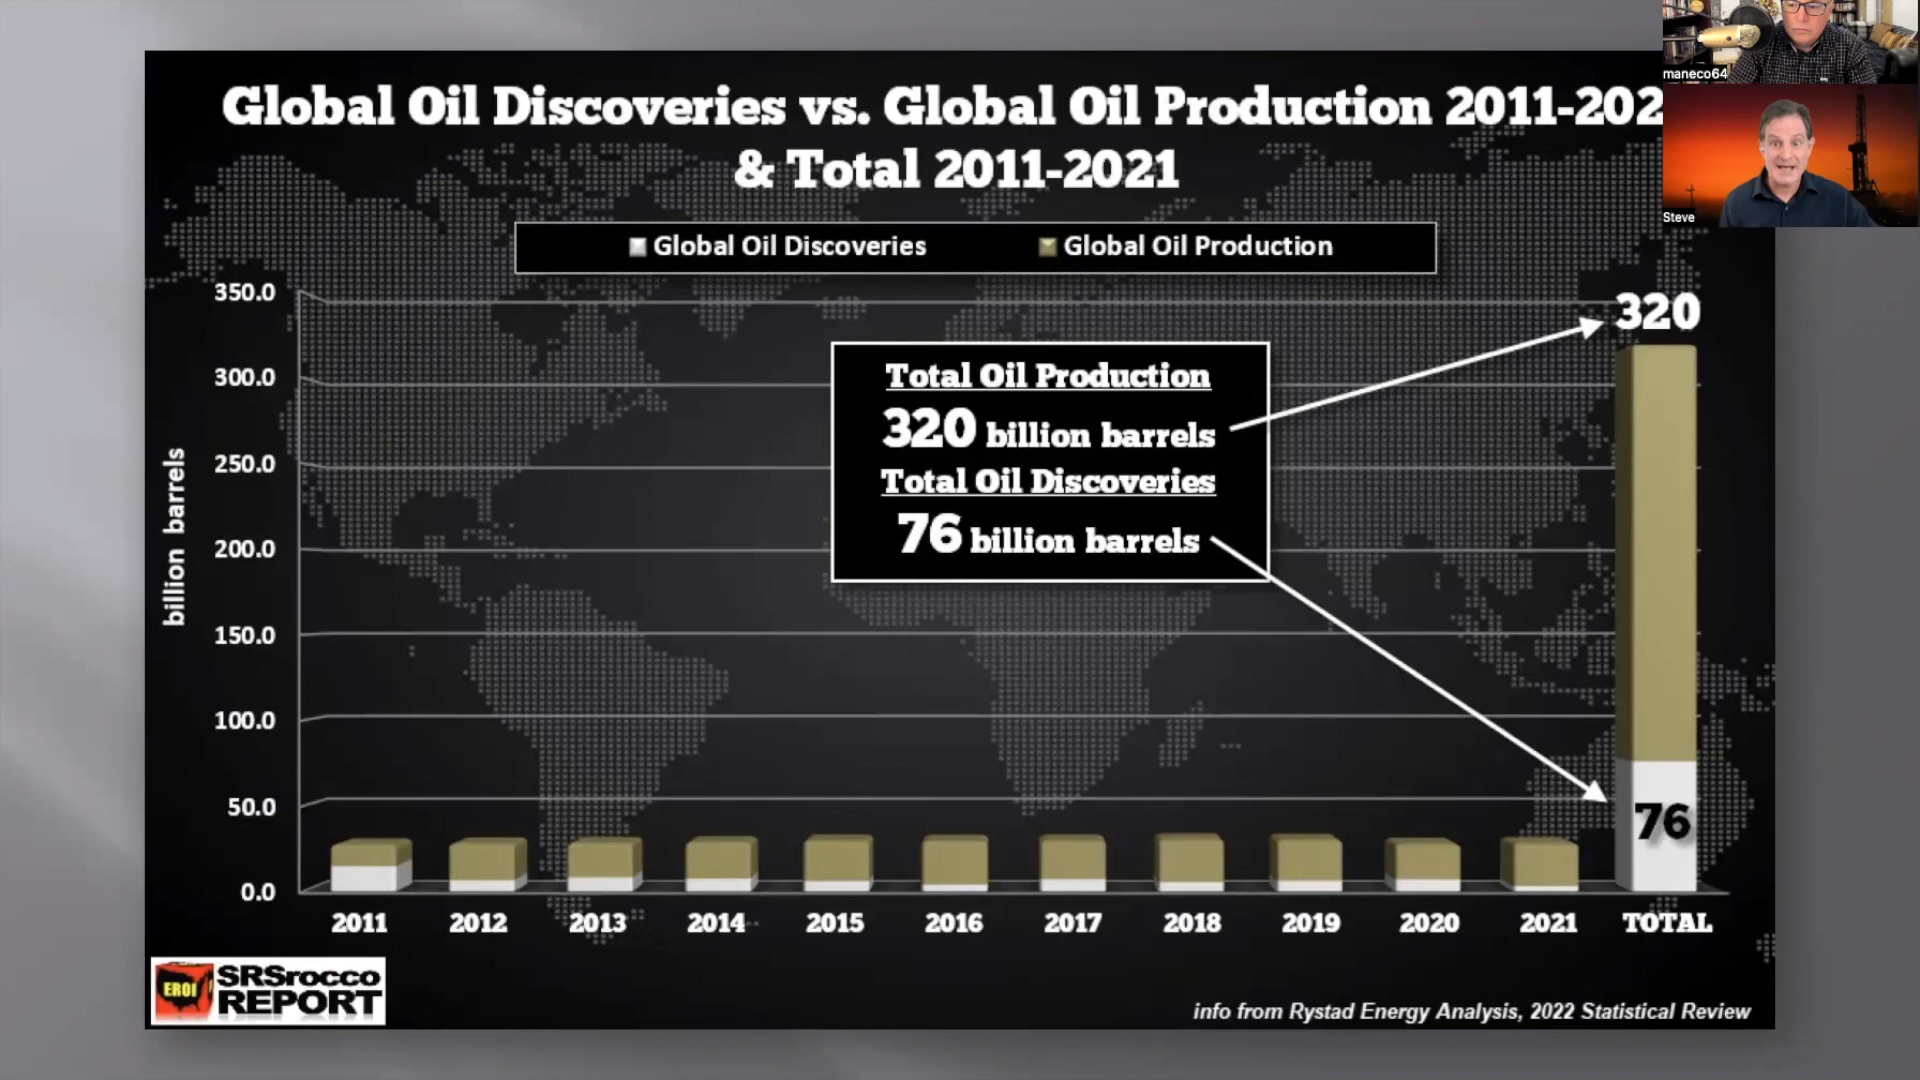 maneco64
Steve
Global Oil Discoveries vs. Global Oil Production 2011-202
& Total 2011-2021
Global Oil Discoveries Global Oil Production
350.0
300.0
250.0
200.0
150.0
100.0
50.0
0.0
billion barrels
320
Total Oil Production
320 billion barrels
Total Oil Discoveries
76 billion barrels
76
2011 2012 2013 2014 2015 2016 2017 2018 2019 2020 2021 TOTAL
EROI
SRSrocco
REPORT
info from Rystad Energy Analysis, 2022 Statistical Review